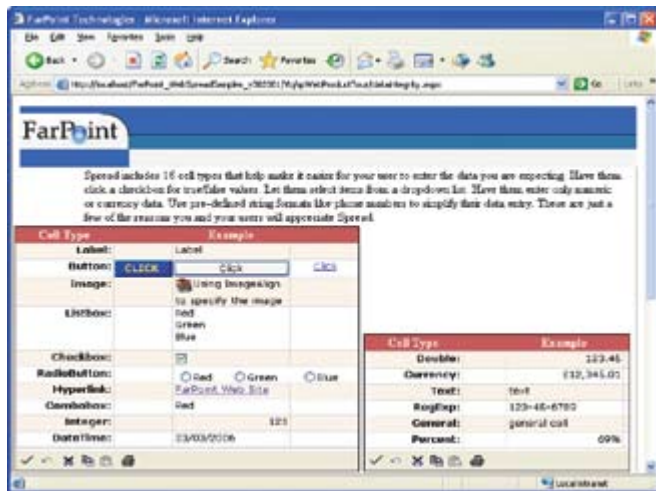 FarPoint Technologies - Microsoft Internet Explorer
File Edit View Favorites Tools Help
Back Search Favorites
Address Go Links
FarPoint
Spread includes 16 cell types that help make it easier for your user to enter the data you are expecting. Have them
click a checkbox for true/false values. Let them select items from a dropdown list. Have them enter only numeric
or currency data. Use pre-defined string formats like phone numbers to simplify their data entry. These are just a
few of the reasons you and your users will appreciate Spread.
Cell Type Example
Label: Label
Button: CLICK Click Click
Image: Using ImageAlign
to specify the image
Listbox: Red
Green
Blue
Checkbox:
RadioButton: Red Green Blue
Hyperlink: FarPoint Web Site
Combobox: Red
Integer: 123
DateTime: 03/03/2006
Cell Type Example
Double: 123.45
Currency: £12,345.01
Text: text
RegExp: 123-45-6789
General: general cell
Percent: 69%
Local intranet